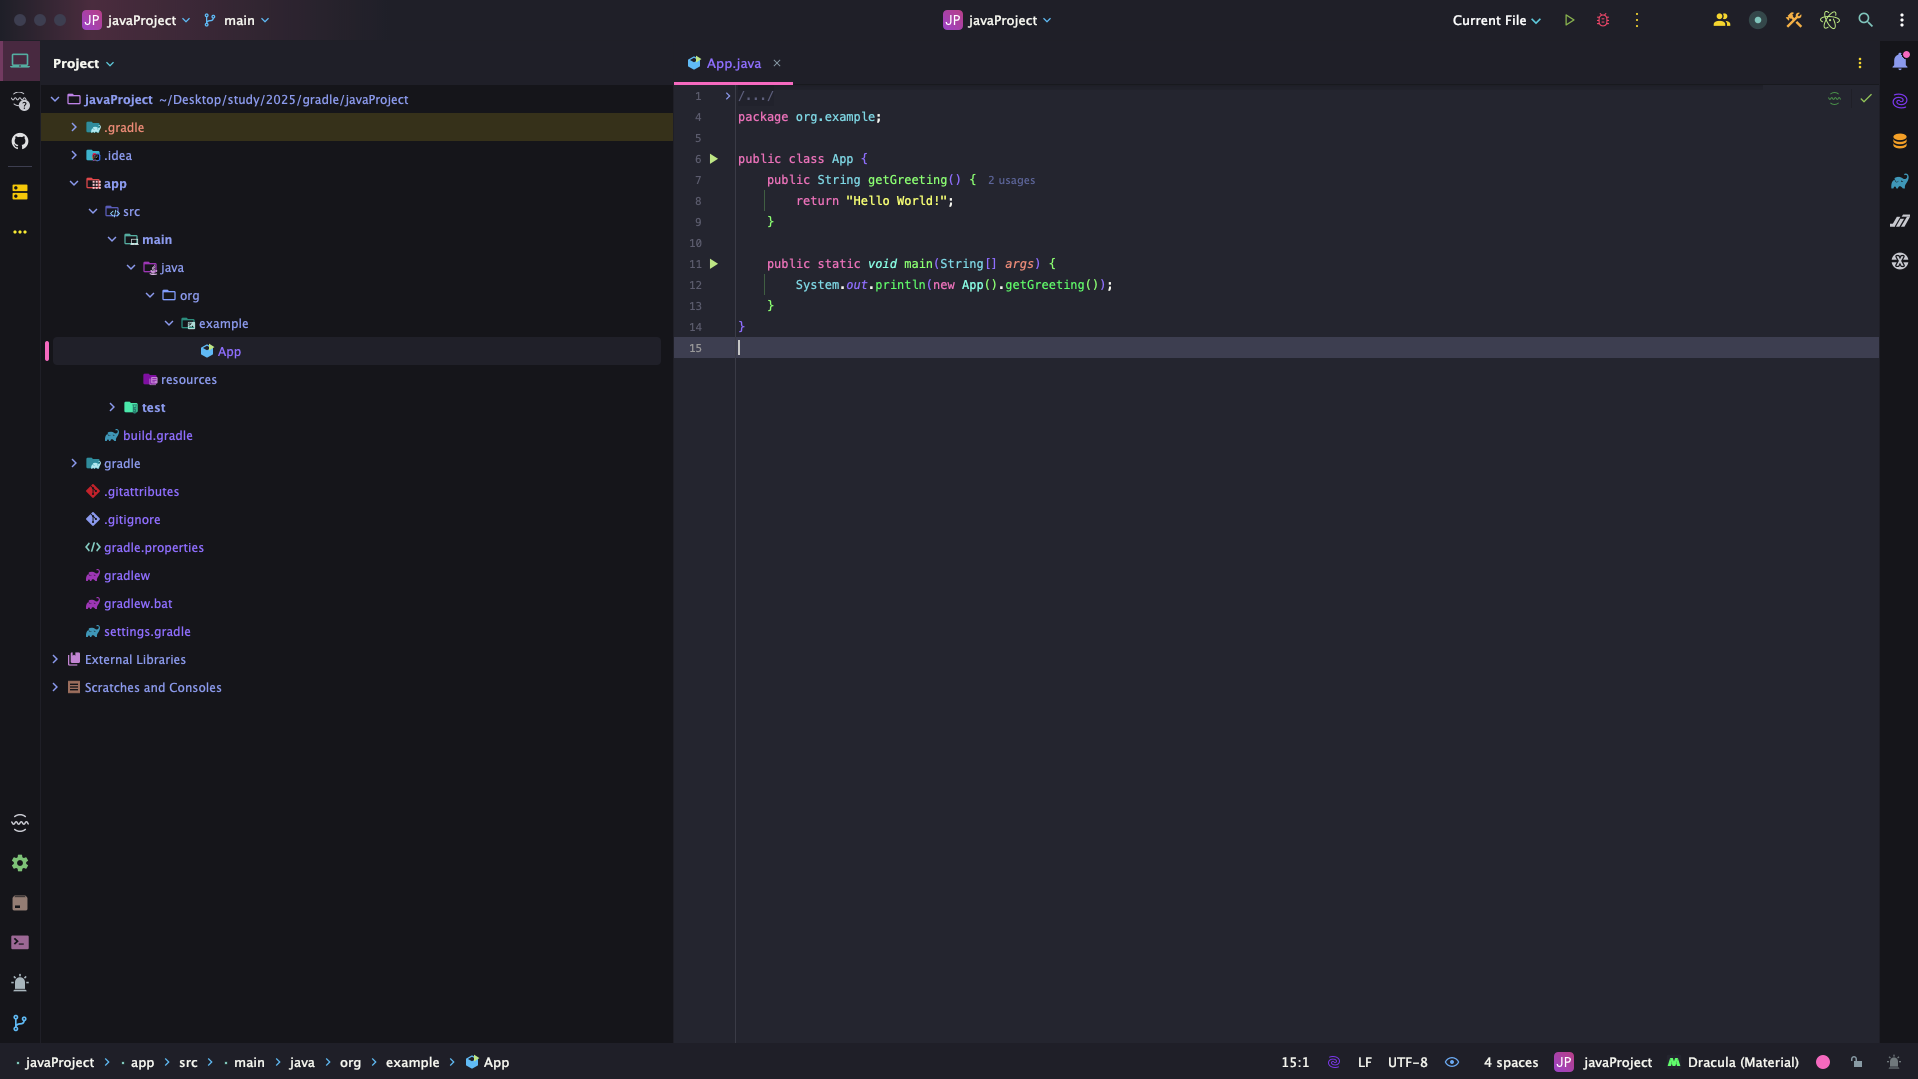 JP javaProject main JP javaProject Current File
Project
App.java
javaProject ~/Desktop/study/2025/gradle/javaProject
.gradle
.idea
app
src
main
java
org
example
App
resources
test
build.gradle
gradle
.gitattributes
.gitignore
gradle.properties
gradlew
gradlew.bat
settings.gradle
External Libraries
Scratches and Consoles
1 /.../
4 package org.example;
5
6 public class App {
7 public String getGreeting() { 2 usages
8 return "Hello World!";
9 }
10
11 public static void main(String[] args) {
12 System.out.println(new App().getGreeting());
13 }
14 }
15
javaProject > app > src > main > java > org > example > App
15:1 LF UTF-8 4 spaces JP javaProject Dracula (Material)